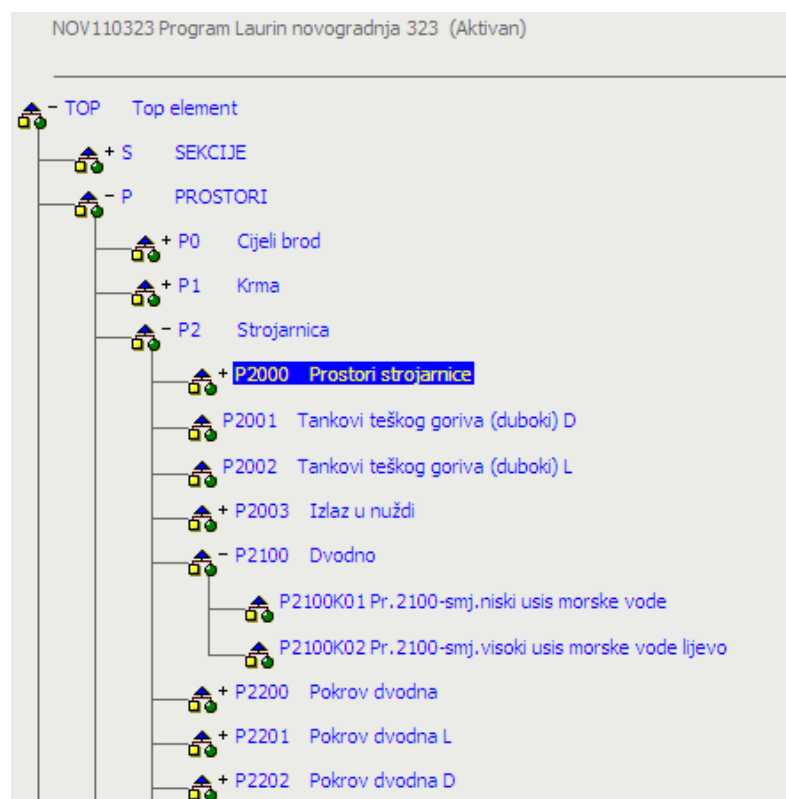 NOV110323 Program Laurin novogradnja 323 (Aktivan)
- TOP Top element
+ S SEKCIJE
- P PROSTORI
+ P0 Cijeli brod
+ P1 Krma
- P2 Strojarnica
+ P2000 Prostori strojarnice
P2001 Tankovi teškog goriva (duboki) D
P2002 Tankovi teškog goriva (duboki) L
+ P2003 Izlaz u nuždi
- P2100 Dvodno
P2100K01 Pr.2100-smj.niski usis morske vode
P2100K02 Pr.2100-smj.visoki usis morske vode lijevo
+ P2200 Pokrov dvodna
+ P2201 Pokrov dvodna L
+ P2202 Pokrov dvodna D